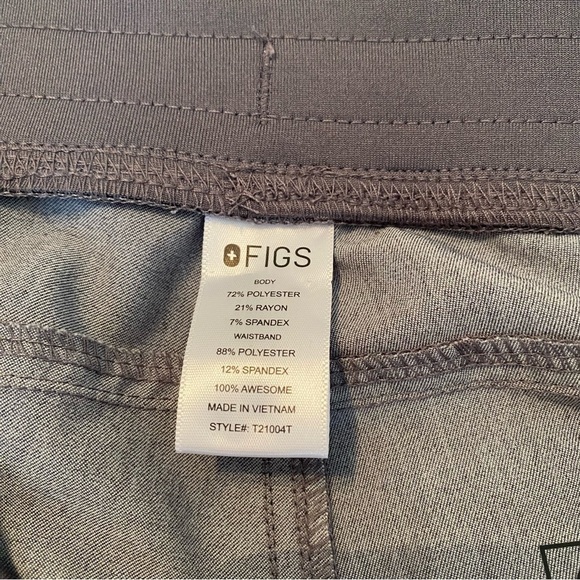 FIGS
BODY
72% POLYESTER
21% RAYON
7% SPANDEX
WAISTBAND
88% POLYESTER
12% SPANDEX
100% AWESOME
MADE IN VIETNAM
STYLE#: T21004T